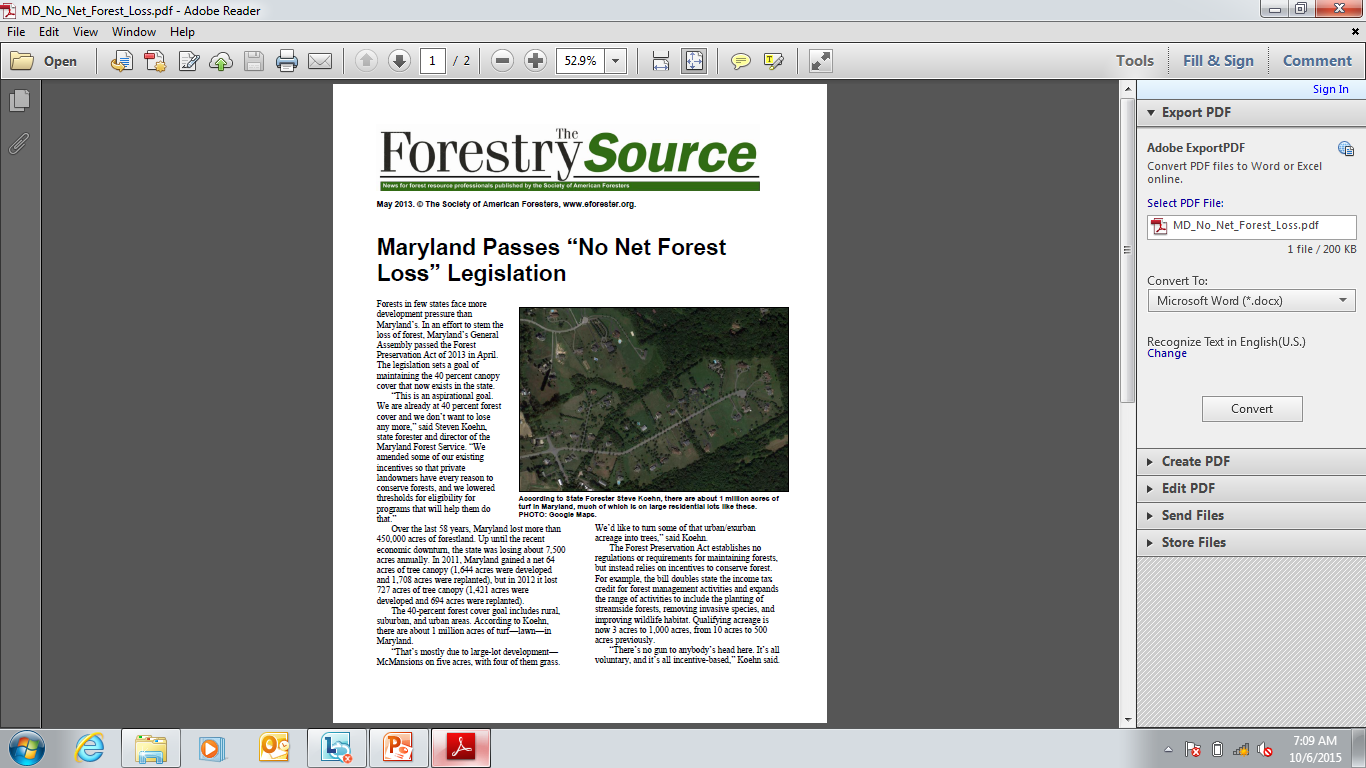 MD_No_Net_Forest_Loss.pdf - Adobe Reader
File Edit View Window Help
Open
1 / 2
52.9%
Tools
Fill & Sign
Comment
Sign In
The
Forestry Source
News for forest resource professionals published by the Society of American Foresters
May 2013. © The Society of American Foresters, www.eforester.org.
Maryland Passes “No Net Forest
Loss” Legislation
Forests in few states face more
development pressure than
Maryland’s. In an effort to stem the
loss of forest, Maryland’s General
Assembly passed the Forest
Preservation Act of 2013 in April.
The legislation sets a goal of
maintaining the 40 percent canopy
cover that now exists in the state.
“This is an aspirational goal.
We are already at 40 percent forest
cover and we don’t want to lose
any more,” said Steven Koehn,
state forester and director of the
Maryland Forest Service. “We
amended some of our existing
incentives so that private
landowners have every reason to
conserve forests, and we lowered
thresholds for eligibility for
programs that will help them do
that.”
Over the last 58 years, Maryland lost more than
450,000 acres of forestland. Up until the recent
economic downturn, the state was losing about 7,500
acres annually. In 2011, Maryland gained a net 64
acres of tree canopy (1,644 acres were developed
and 1,708 acres were replanted), but in 2012 it lost
727 acres of tree canopy (1,421 acres were
developed and 694 acres were replanted).
The 40-percent forest cover goal includes rural,
suburban, and urban areas. According to Koehn,
there are about 1 million acres of turf—lawn—in
Maryland.
“That’s mostly due to large-lot development—
McMansions on five acres, with four of them grass.
According to State Forester Steve Koehn, there are about 1 million acres of
turf in Maryland, much of which is on large residential lots like these.
PHOTO: Google Maps.
We’d like to turn some of that urban/exurban
acreage into trees,” said Koehn.
The Forest Preservation Act establishes no
regulations or requirements for maintaining forests,
but instead relies on incentives to conserve forest.
For example, the bill doubles state the income tax
credit for forest management activities and expands
the range of activities to include the planting of
streamside forests, removing invasive species, and
improving wildlife habitat. Qualifying acreage is
now 3 acres to 1,000 acres, from 10 acres to 500
acres previously.
“There’s no gun to anybody’s head here. It’s all
voluntary, and it’s all incentive-based,” Koehn said.
Export PDF
Adobe ExportPDF
Convert PDF files to Word or Excel
online.
Select PDF File:
MD_No_Net_Forest_Loss.pdf
1 file / 200 KB
Convert To:
Microsoft Word (*.docx)
Recognize Text in English(U.S.)
Change
Convert
Create PDF
Edit PDF
Send Files
Store Files
7:09 AM
10/6/2015